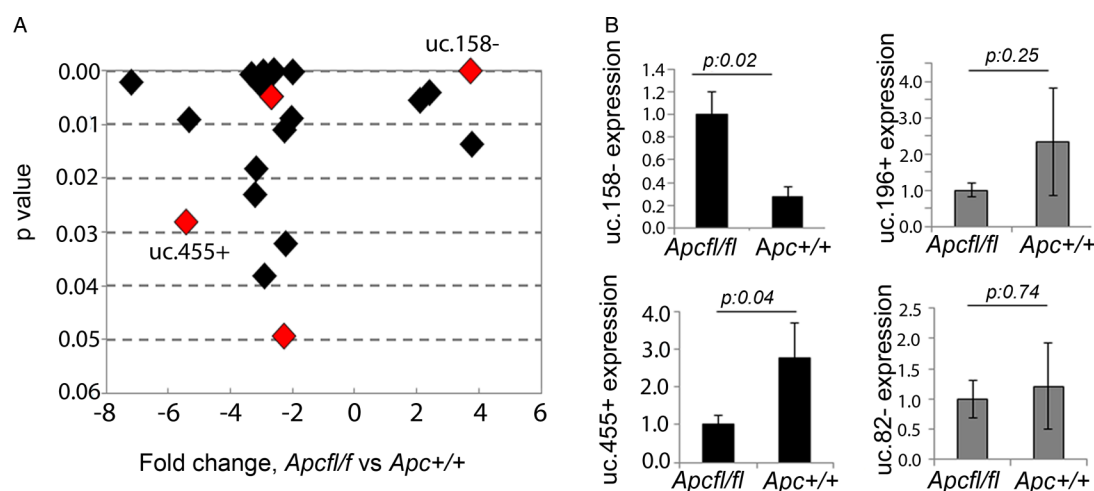 A
uc.158-
0.00
0.01
0.02
0.03
0.04
0.05
0.06
p value
uc.455+
-8 -6 -4 -2 0 2 4 6
Fold change, Apcfl/f vs Apc+/+
B
p:0.02
1.4
1.2
1.0
0.6
0.4
0.2
0.0
uc.158- expression
Apcfl/fl Apc+/+
p:0.25
4.0
3.0
2.0
1.0
0.0
uc.196+ expression
Apcfl/fl Apc+/+
p:0.04
4.0
3.0
2.0
1.0
0.0
uc.455+ expression
Apcfl/fl Apc+/+
p:0.74
2.5
2.0
1.5
1.0
0.5
0.0
uc.82- expression
Apcfl/fl Apc+/+